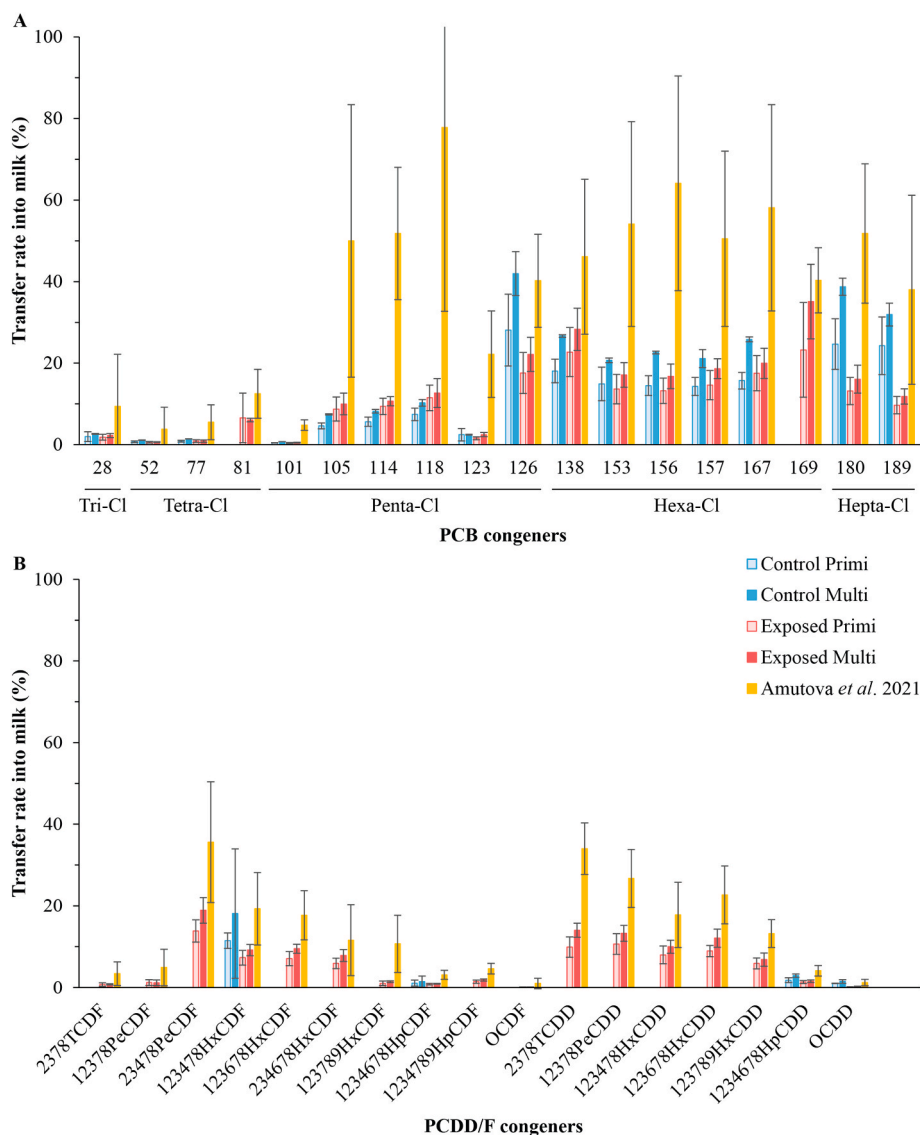 A
Transfer rate into milk (%)
100
80
60
40
20
0
28 52 77 81 101 105 114 118 123 126 138 153 156 157 167 169 180 189
Tri-Cl Tetra-Cl Penta-Cl Hexa-Cl Hepta-Cl
PCB congeners
B
Transfer rate into milk (%)
100
80
60
40
20
0
Control Primi
Control Multi
Exposed Primi
Exposed Multi
Amutova et al. 2021
2378TCDF
12378PeCDF
23478PeCDF
123478HxCDF
123678HxCDF
234678HxCDF
123789HxCDF
1234678HpCDF
1234789HpCDF
OCDF
2378TCDD
12378PeCDD
123478HxCDD
123678HxCDD
123789HxCDD
1234678HpCDD
OCDD
PCDD/F congeners